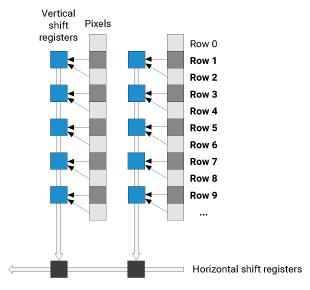 Vertical
shift
registers
Pixels
Row 0
Row 1
Row 2
Row 3
Row 4
Row 5
Row 6
Row 7
Row 8
Row 9
...
Horizontal shift registers